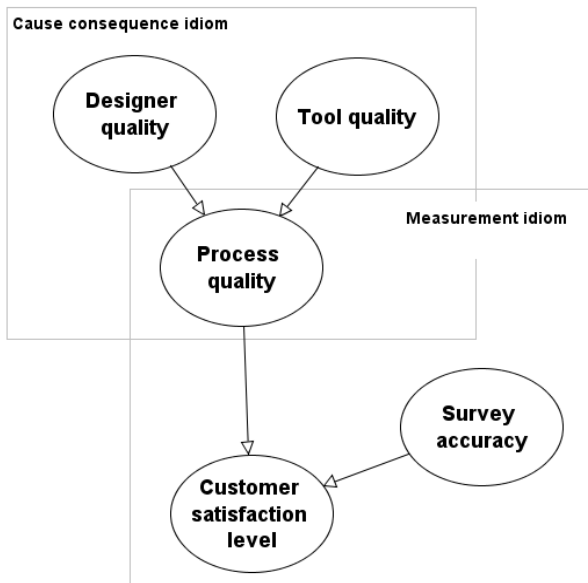 Cause consequence idiom
Designer
quality
Tool quality
Measurement idiom
Process
quality
Survey
accuracy
Customer
satisfaction
level